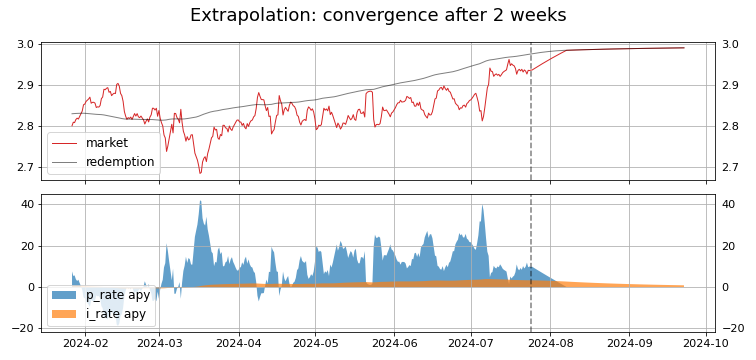 Extrapolation: convergence after 2 weeks
3.0 3.0
2.9 2.9
2.8 2.8
2.7 2.7
market
redemption
40 40
20 20
0 0
−20 −20
p_rate apy
i_rate apy
2024-02 2024-03 2024-04 2024-05 2024-06 2024-07 2024-08 2024-09 2024-10